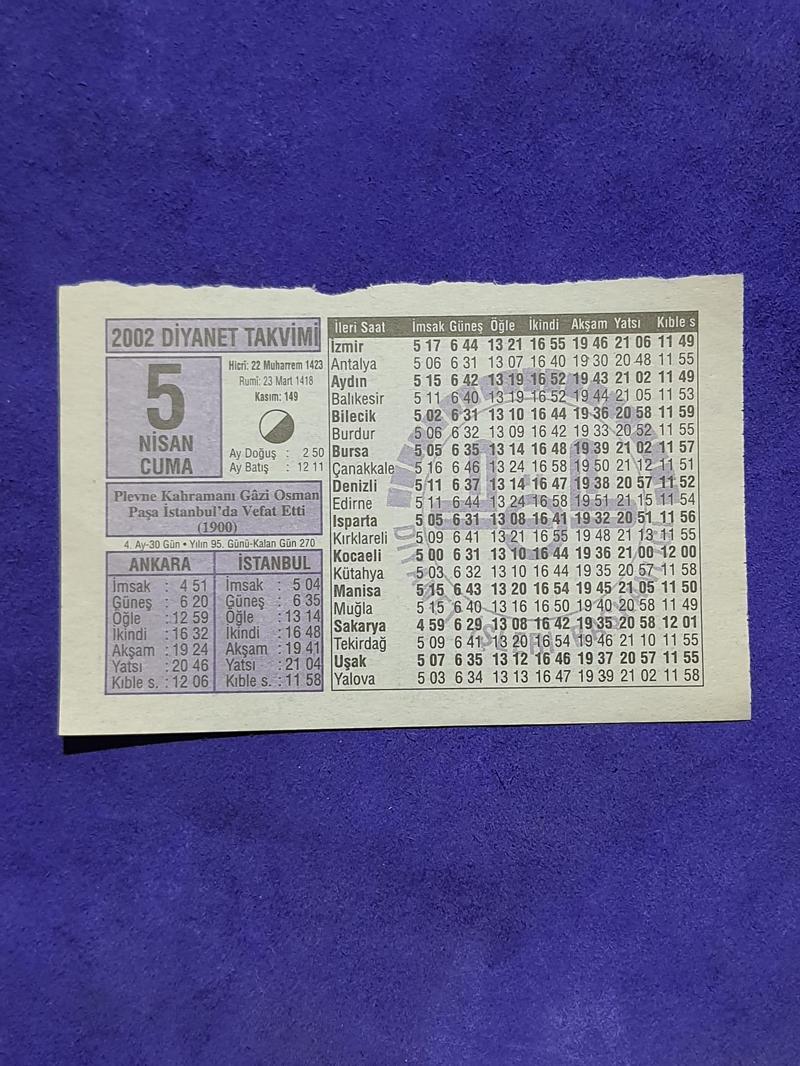 2002 DİYANET TAKVİMİ
5
NİSAN
CUMA
Hicrî: 22 Muharrem 1423
Rumî: 23 Mart 1418
Kasım: 149
Ay Doğuş : 2 50
Ay Batış : 12 11
Plevne Kahramanı Gâzi Osman
Paşa İstanbul'da Vefat Etti
(1900)
4. Ay-30 Gün • Yılın 95. Günü-Kalan Gün 270
ANKARA
İmsak : 4 51
Güneş : 6 20
Öğle : 12 59
İkindi : 16 32
Akşam : 19 24
Yatsı : 20 46
Kıble s. : 12 06
İSTANBUL
İmsak : 5 04
Güneş : 6 35
Öğle : 13 14
İkindi : 16 48
Akşam : 19 41
Yatsı : 21 04
Kıble s. : 11 58
İleri Saat İmsak Güneş Öğle İkindi Akşam Yatsı Kıble s
İzmir 5 17 6 44 13 21 16 55 19 46 21 06 11 49
Antalya 5 06 6 31 13 07 16 40 19 30 20 48 11 55
Aydın 5 15 6 42 13 19 16 52 19 43 21 02 11 49
Balıkesir 5 11 6 40 13 19 16 52 19 44 21 05 11 53
Bilecik 5 02 6 31 13 10 16 44 19 36 20 58 11 59
Burdur 5 06 6 32 13 09 16 42 19 33 20 52 11 55
Bursa 5 05 6 35 13 14 16 48 19 39 21 02 11 57
Çanakkale 5 16 6 46 13 24 16 58 19 50 21 12 11 51
Denizli 5 11 6 37 13 14 16 47 19 38 20 57 11 52
Edirne 5 11 6 44 13 24 16 58 19 51 21 15 11 54
Isparta 5 05 6 31 13 08 16 41 19 32 20 51 11 56
Kırklareli 5 09 6 41 13 21 16 55 19 48 21 13 11 55
Kocaeli 5 00 6 31 13 10 16 44 19 36 21 00 12 00
Kütahya 5 03 6 32 13 10 16 44 19 35 20 57 11 58
Manisa 5 15 6 43 13 20 16 54 19 45 21 05 11 50
Muğla 5 15 6 40 13 16 16 50 19 40 20 58 11 49
Sakarya 4 59 6 29 13 08 16 42 19 35 20 58 12 01
Tekirdağ 5 09 6 41 13 20 16 54 19 46 21 10 11 55
Uşak 5 07 6 35 13 12 16 46 19 37 20 57 11 55
Yalova 5 03 6 34 13 13 16 47 19 39 21 02 11 58